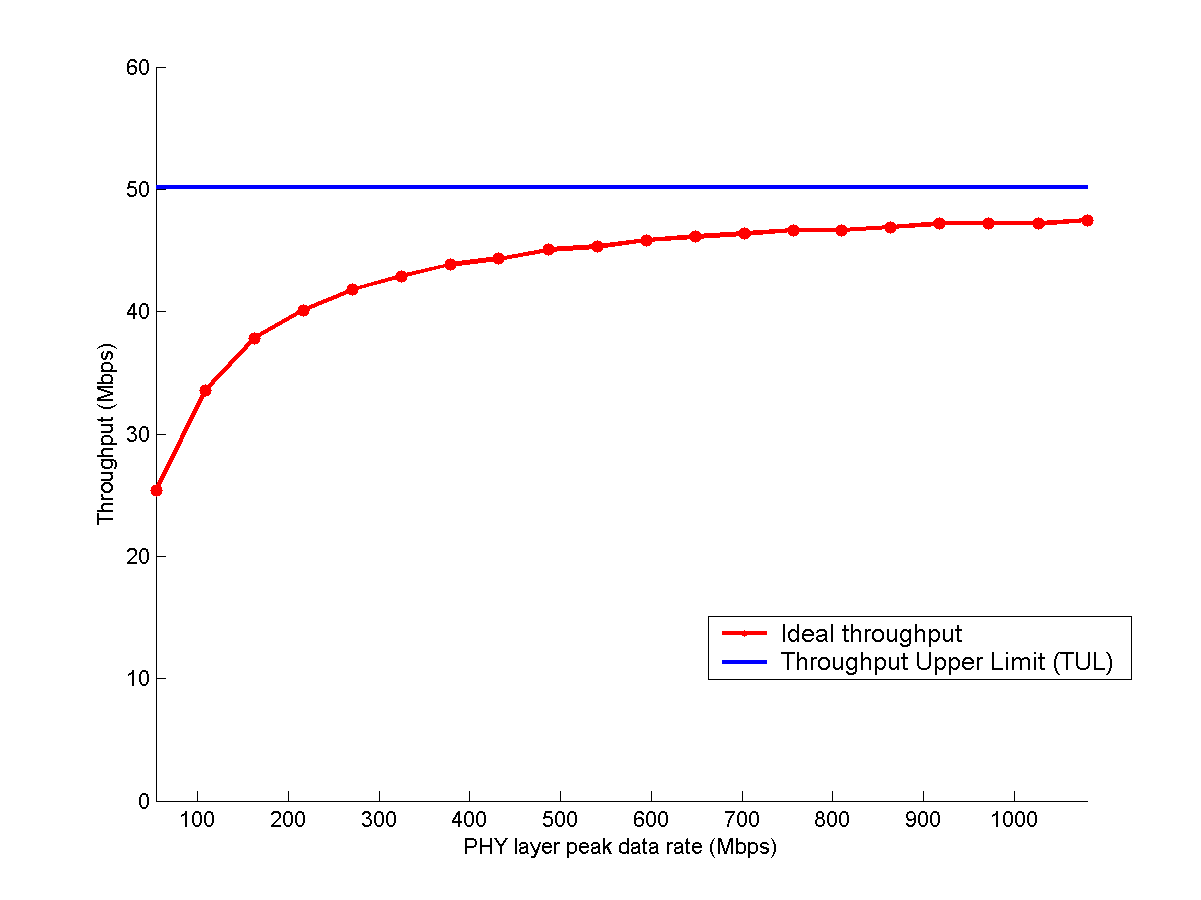 60
50
40
30
20
10
0
Throughput (Mbps)
Ideal throughput
Throughput Upper Limit (TUL)
100 200 300 400 500 600 700 800 900 1000
PHY layer peak data rate (Mbps)